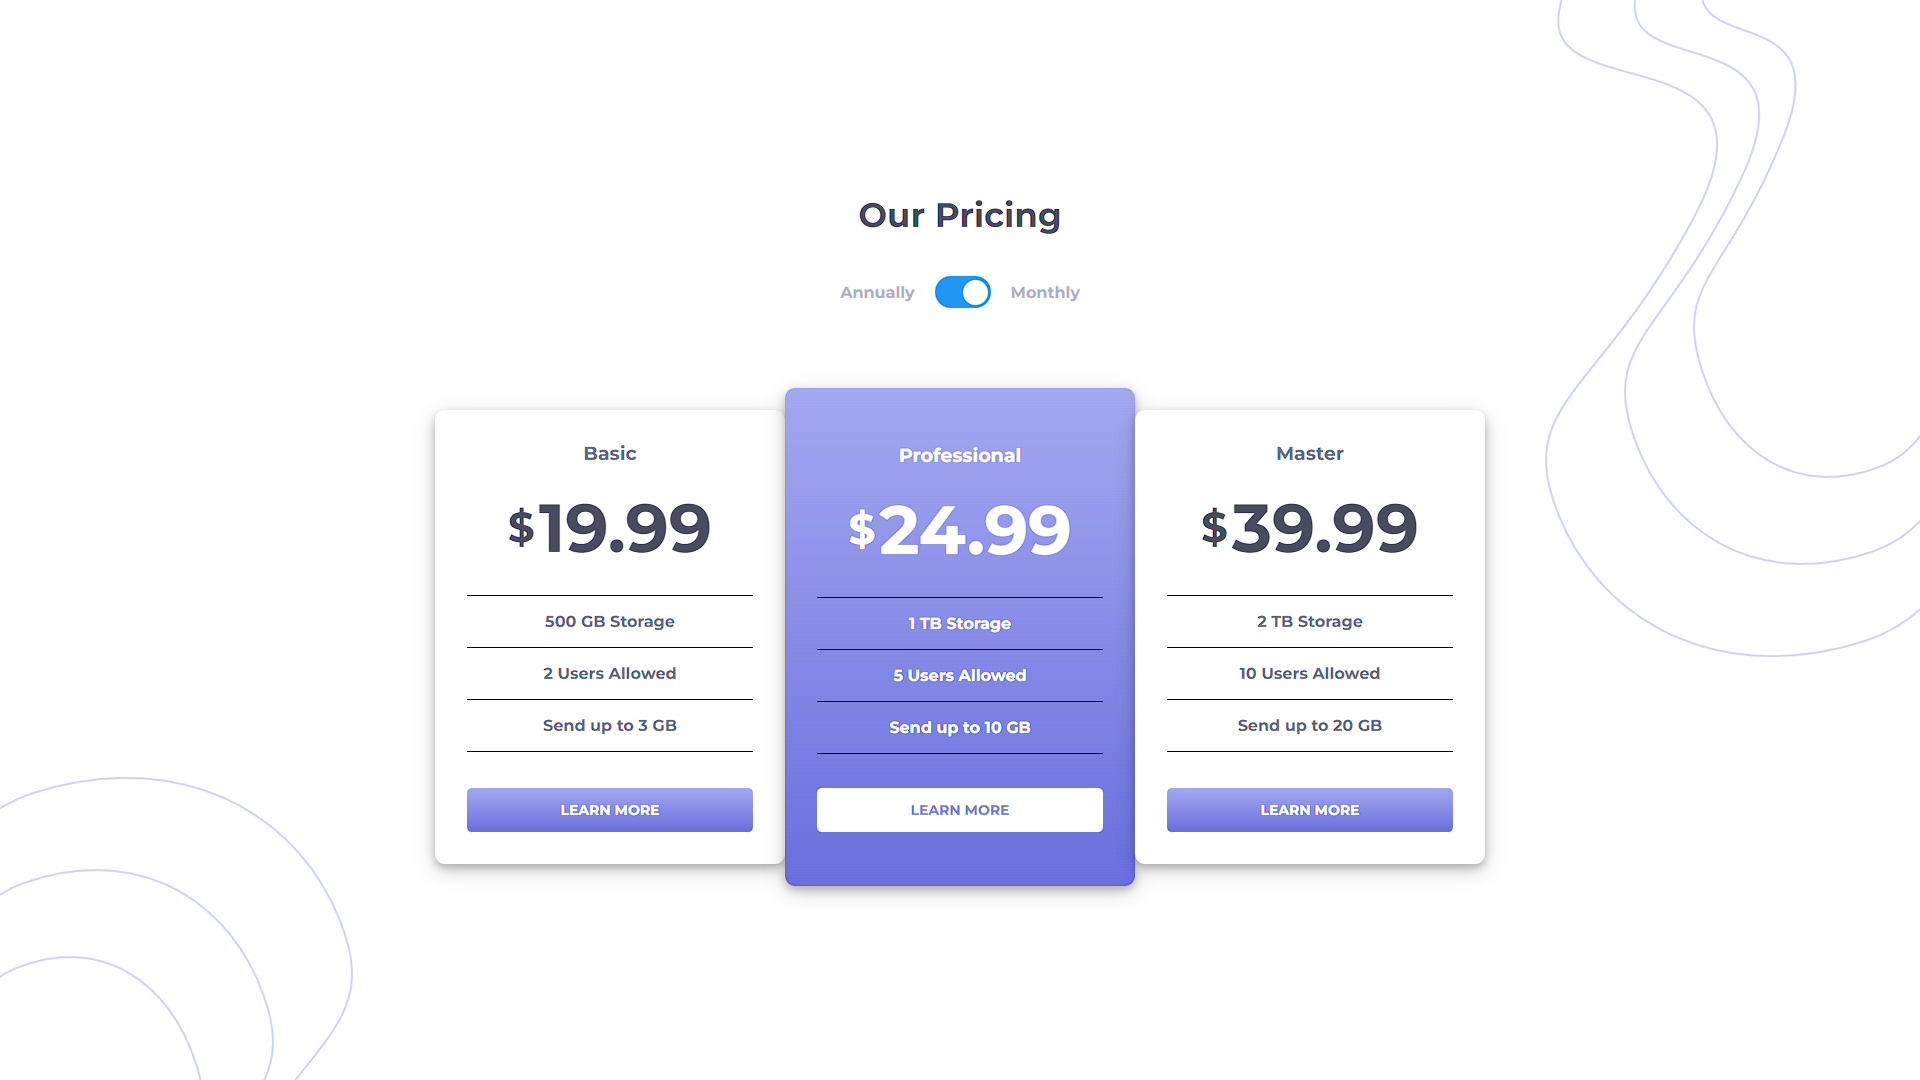 Our Pricing
Annually
Monthly
Basic
$19.99
500 GB Storage
2 Users Allowed
Send up to 3 GB
LEARN MORE
Professional
$24.99
1 TB Storage
5 Users Allowed
Send up to 10 GB
LEARN MORE
Master
$39.99
2 TB Storage
10 Users Allowed
Send up to 20 GB
LEARN MORE